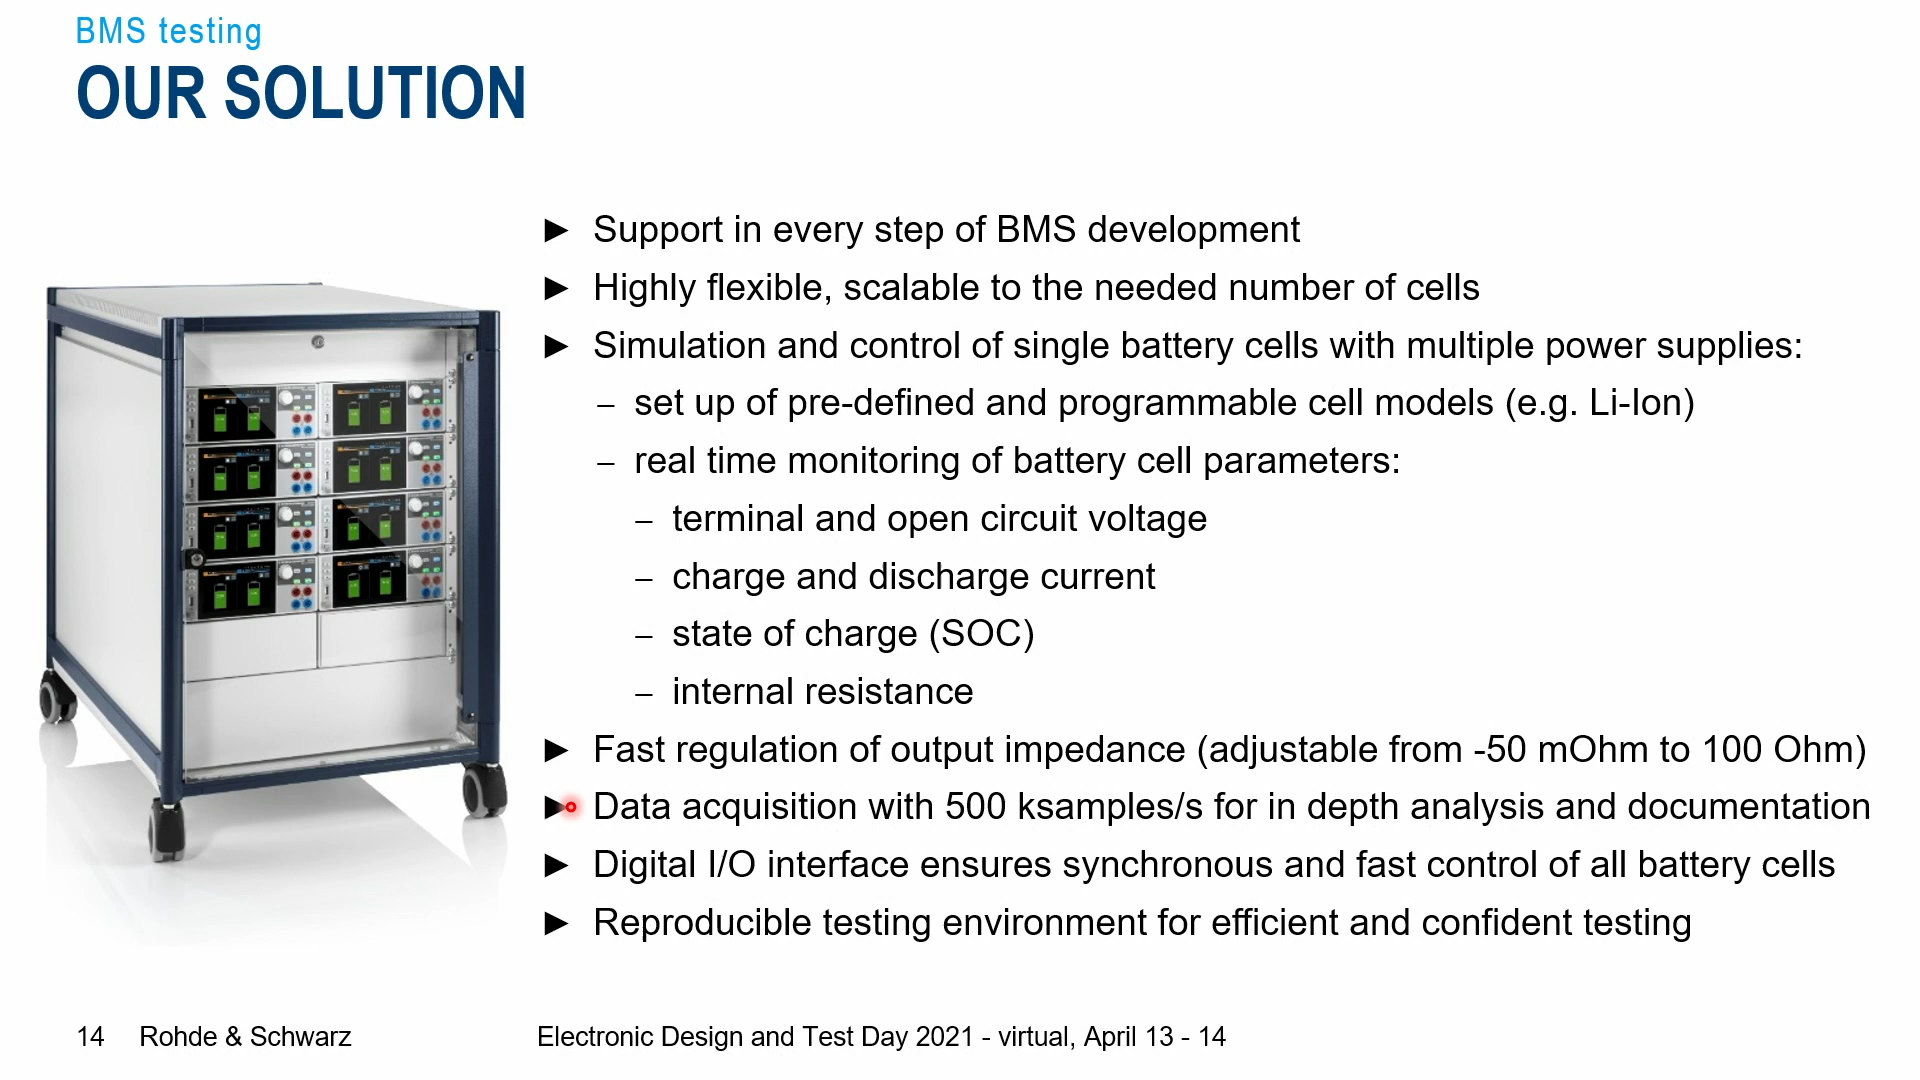 BMS testing
OUR SOLUTION
► Support in every step of BMS development
► Highly flexible, scalable to the needed number of cells
► Simulation and control of single battery cells with multiple power supplies:
– set up of pre-defined and programmable cell models (e.g. Li-Ion)
– real time monitoring of battery cell parameters:
– terminal and open circuit voltage
– charge and discharge current
– state of charge (SOC)
– internal resistance
► Fast regulation of output impedance (adjustable from -50 mOhm to 100 Ohm)
► Data acquisition with 500 ksamples/s for in depth analysis and documentation
► Digital I/O interface ensures synchronous and fast control of all battery cells
► Reproducible testing environment for efficient and confident testing
14 Rohde & Schwarz Electronic Design and Test Day 2021 - virtual, April 13 - 14